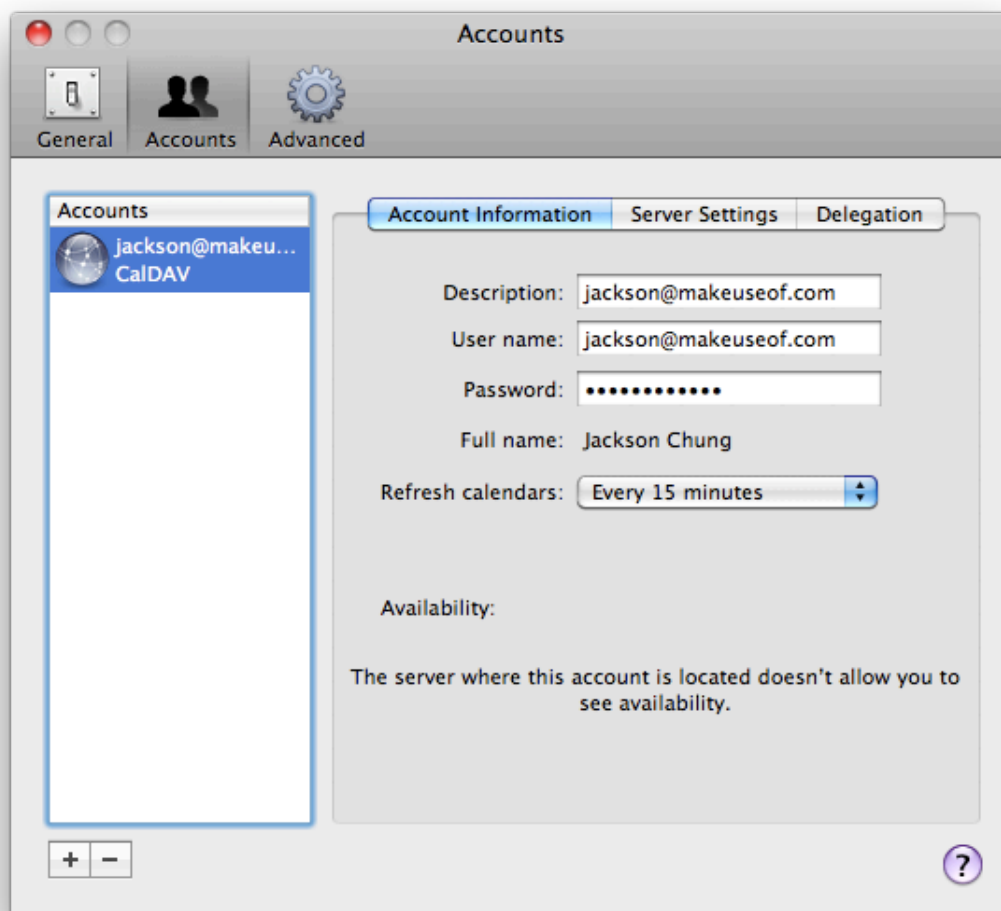 Accounts
General
Accounts
Advanced
Accounts
jackson@makeu...
CalDAV
Account Information
Server Settings
Delegation
Description: jackson@makeuseof.com
User name: jackson@makeuseof.com
Password: ••••••••••••
Full name: Jackson Chung
Refresh calendars: Every 15 minutes
Availability:
The server where this account is located doesn't allow you to
see availability.
+ −
?